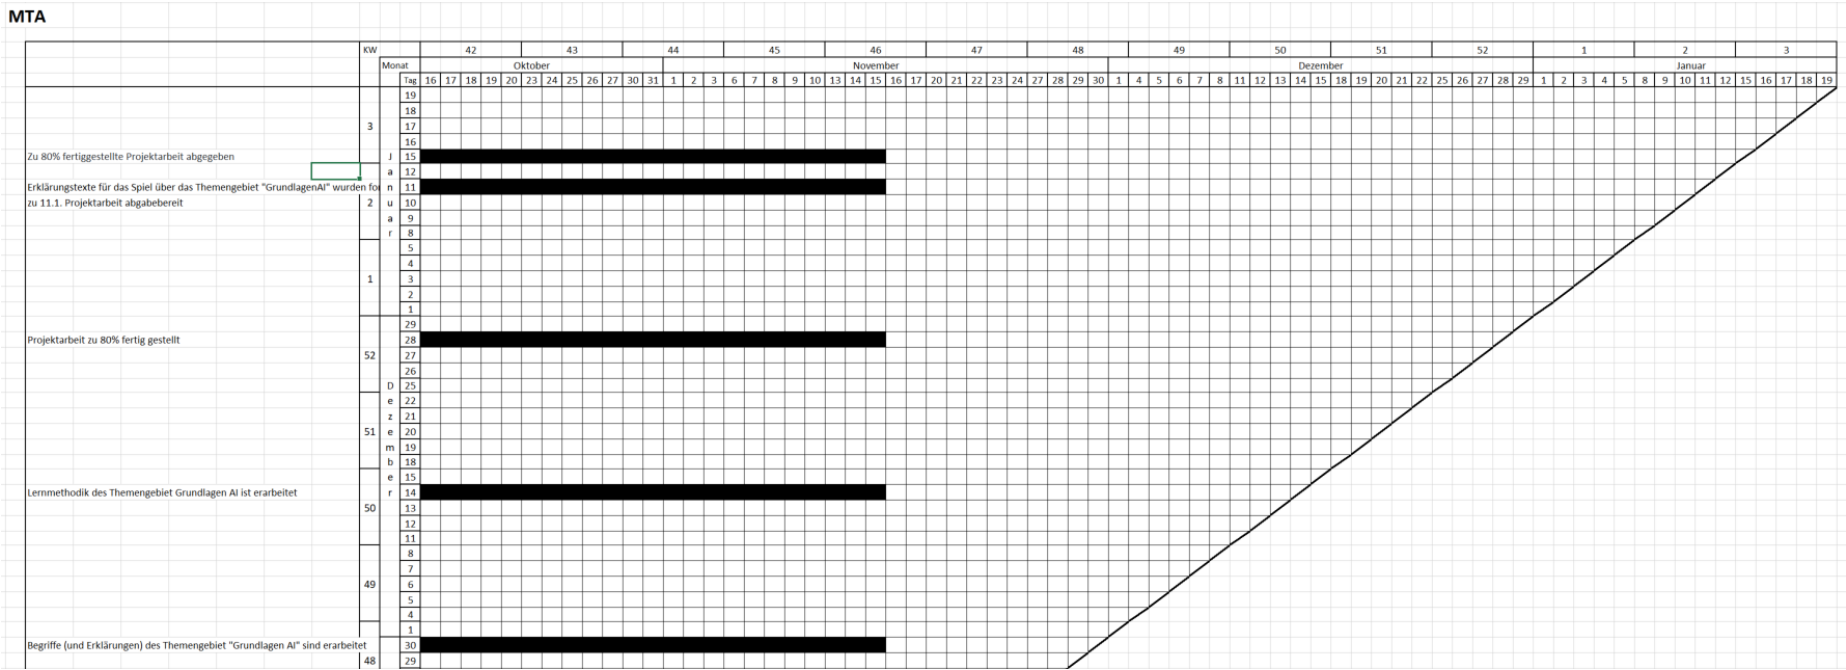 MTA
KW 42 43 44 45 46 47 48 49 50 51 52 1 2 3
Monat Oktober November Dezember Januar
Tag 16 17 18 19 20 23 24 25 26 27 30 31 1 2 3 6 7 8 9 10 13 14 15 16 17 20 21 22 23 24 27 28 29 30 1 4 5 6 7 8 11 12 13 14 15 18 19 20 21 22 25 26 27 28 29 1 2 3 4 5 8 9 10 11 12 15 16 17 18 19
19
18
3 17
16
Zu 80% fertiggestellte Projektarbeit abgegeben J 15
a 12
Erklärungstexte für das Spiel über das Themengebiet "GrundlagenAI" wurden for n 11
zu 11.1. Projektarbeit abgabebereit 2 u 10
a 9
r 8
5
4
1 3
2
1
29
Projektarbeit zu 80% fertig gestellt 28
52 27
26
D 25
e 22
z 21
51 e 20
m 19
b 18
e 15
Lernmethodik des Themengebiet Grundlagen AI ist erarbeitet r 14
50 13
12
11
8
7
49 6
5
4
1
Begriffe (und Erklärungen) des Themengebiet "Grundlagen AI" sind erarbeitet 30
48 29